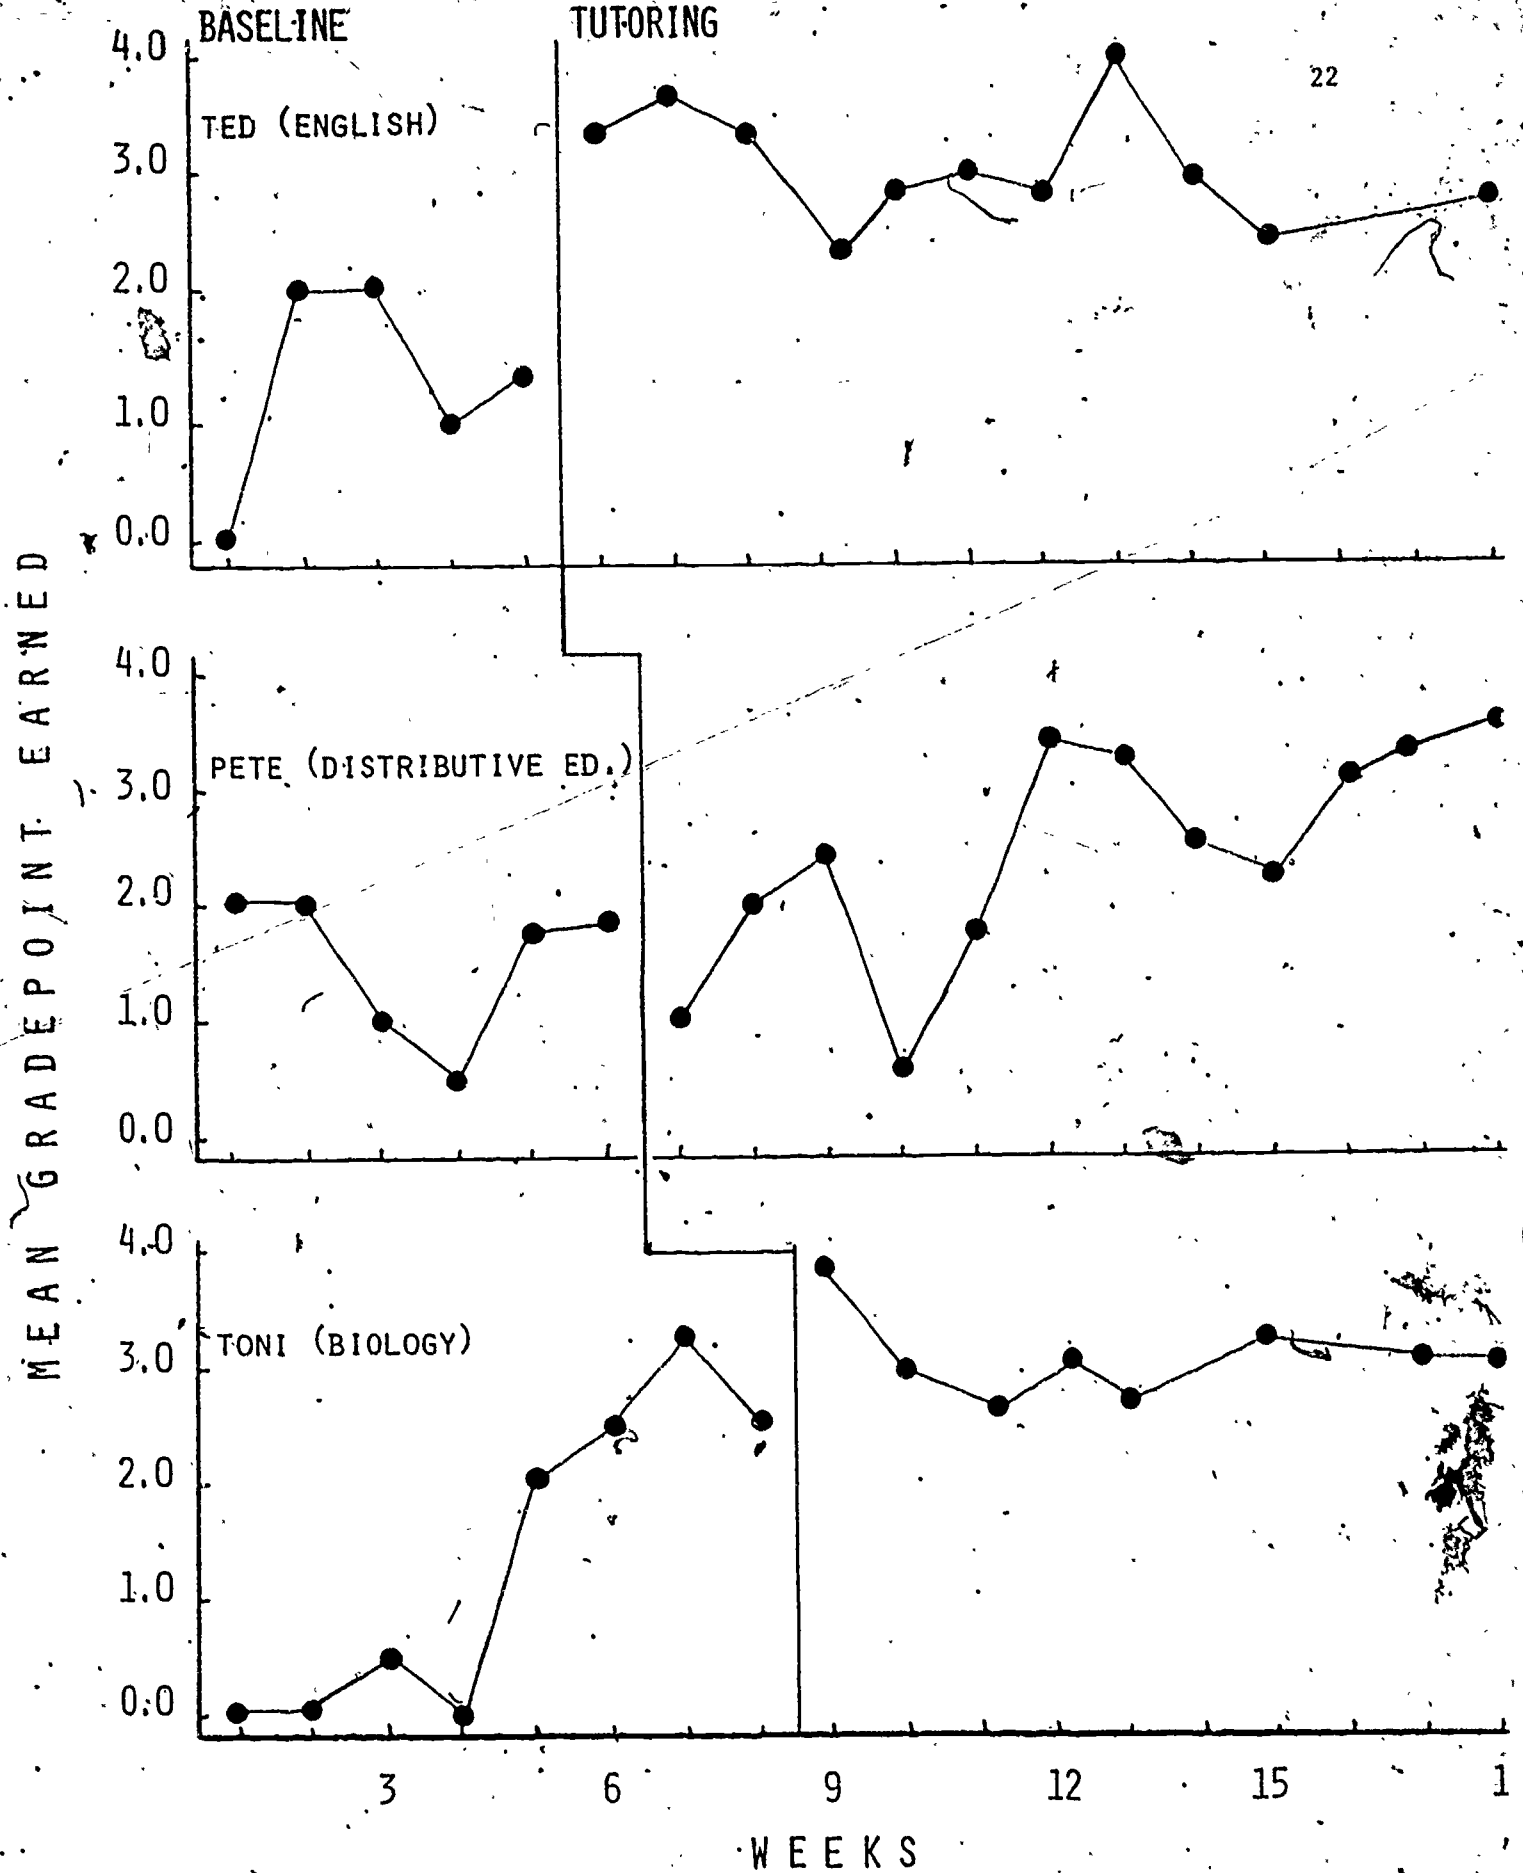 BASELINE TUTORING
22
4.0
TED (ENGLISH)
3.0
2.0
1.0
0.0
4.0
PETE (DISTRIBUTIVE ED.)
3.0
2.0
1.0
0.0
4.0
TONI (BIOLOGY)
3.0
2.0
1.0
0.0
3 6 9 12 15 1
WEEKS
MEAN GRADEPOINT EARNED